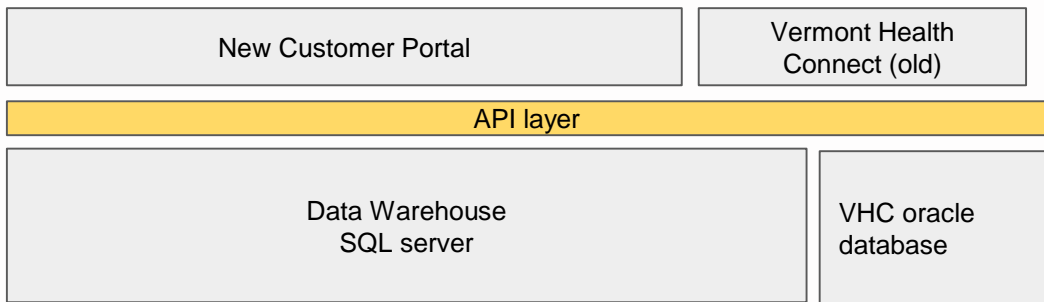 New Customer Portal
Vermont Health
Connect (old)
API layer
Data Warehouse
SQL server
VHC oracle
database